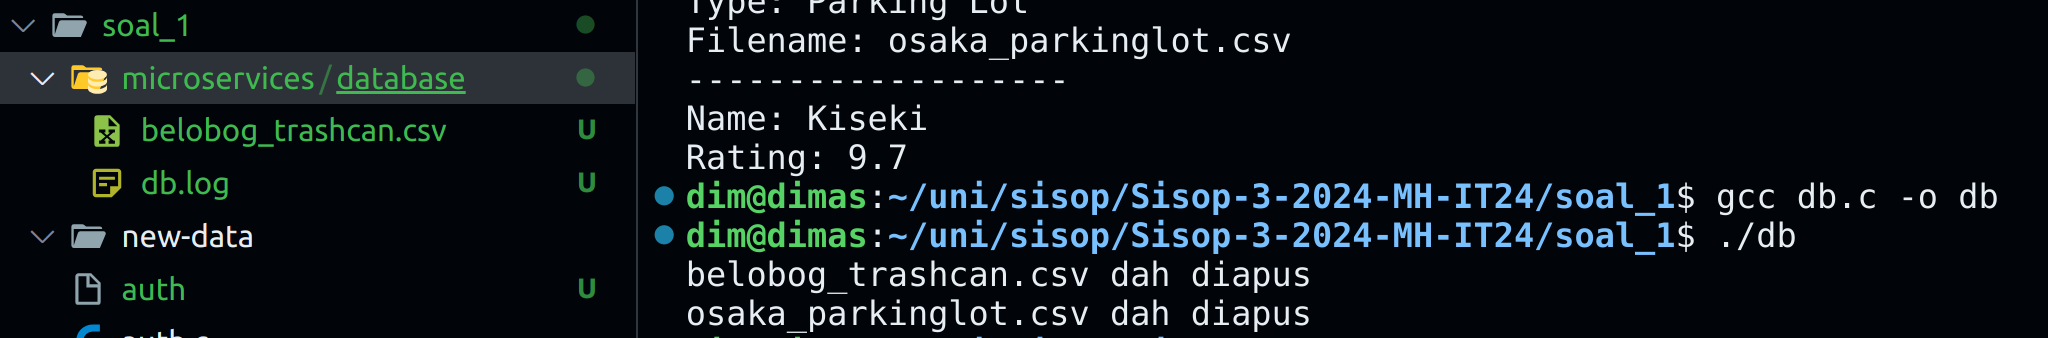 soal_1
microservices/database
belobog_trashcan.csv U
db.log U
new-data
auth U
Type: Parking Lot
Filename: osaka_parkinglot.csv
-------------------
Name: Kiseki
Rating: 9.7
dim@dimas:~/uni/sisop/Sisop-3-2024-MH-IT24/soal_1$ gcc db.c -o db
dim@dimas:~/uni/sisop/Sisop-3-2024-MH-IT24/soal_1$ ./db
belobog_trashcan.csv dah diapus
osaka_parkinglot.csv dah diapus